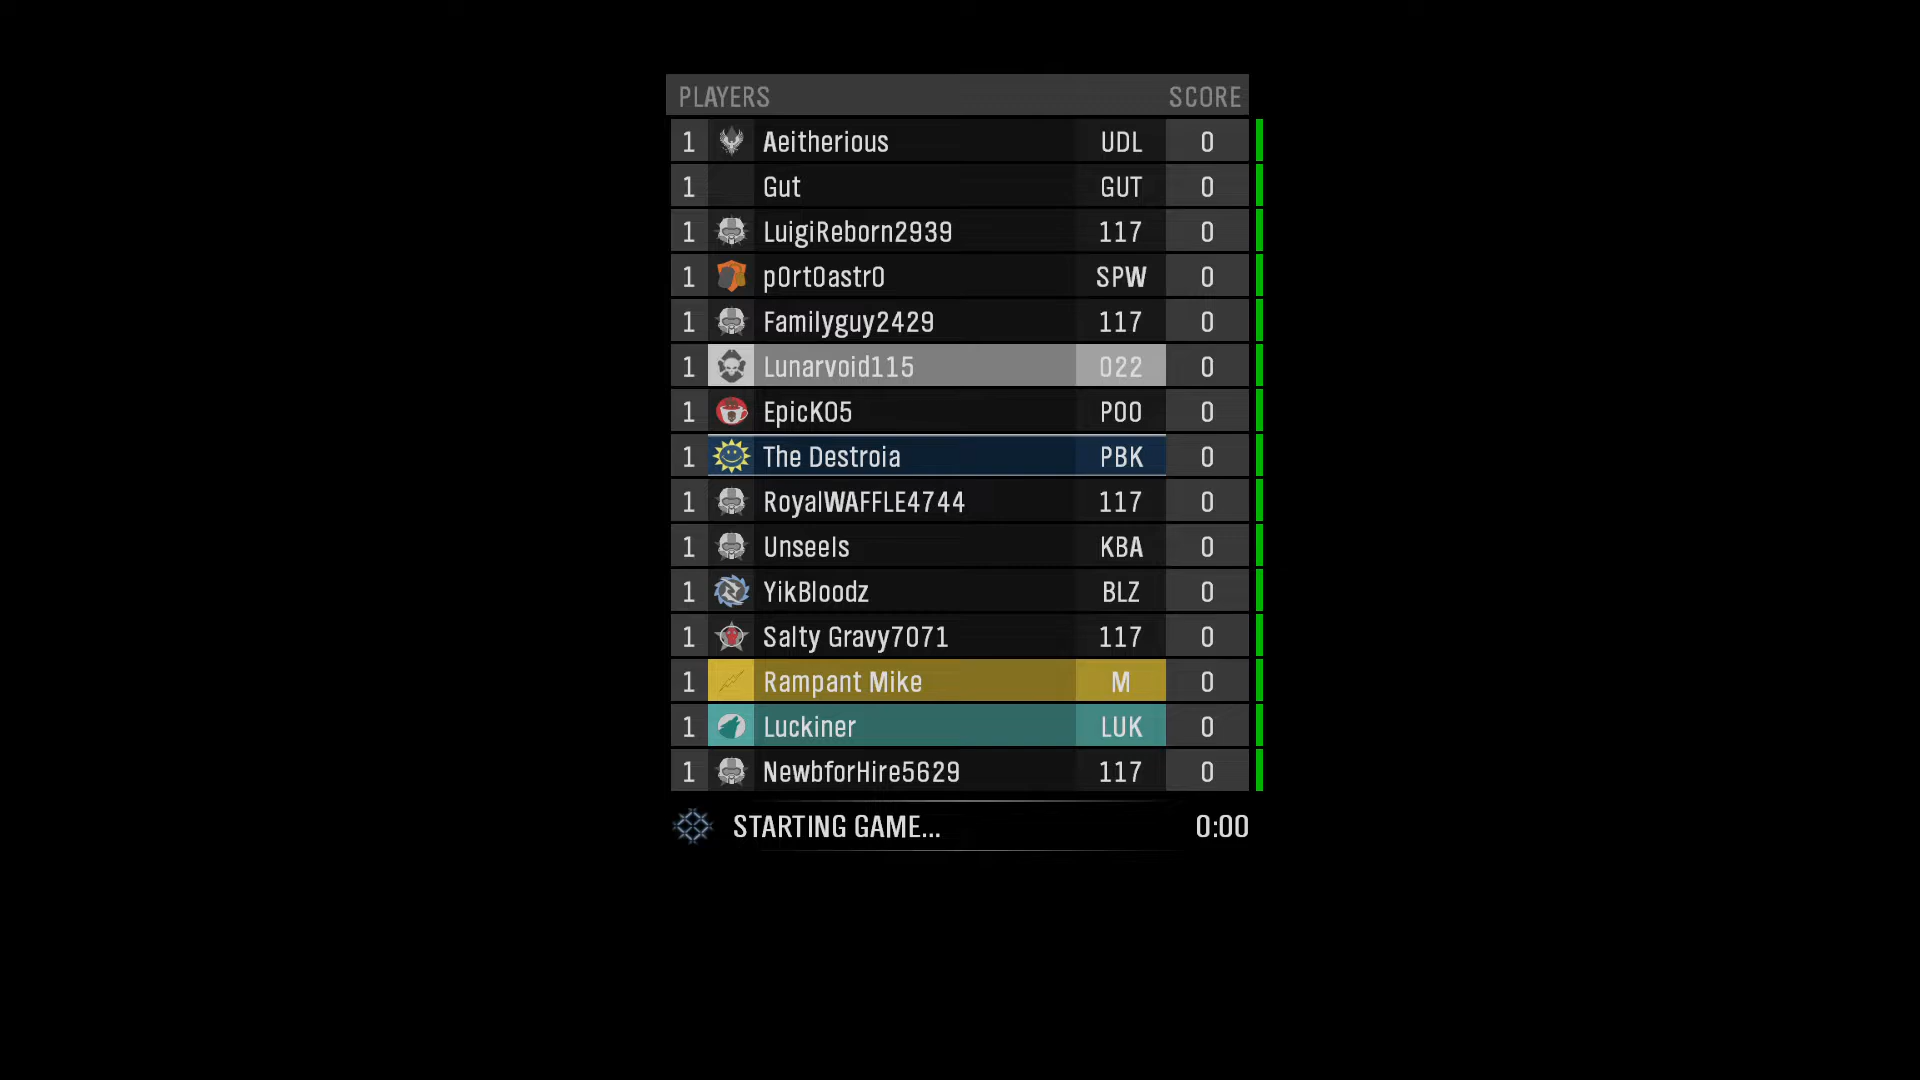 PLAYERS SCORE
1 Aeitherious UDL 0
1 Gut GUT 0
1 LuigiReborn2939 117 0
1 p0rt0astr0 SPW 0
1 Familyguy2429 117 0
1 Lunarvoid115 022 0
1 EpicK05 POO 0
1 The Destroia PBK 0
1 RoyalWAFFLE4744 117 0
1 Unseels KBA 0
1 YikBloodz BLZ 0
1 Salty Gravy7071 117 0
1 Rampant Mike M 0
1 Luckiner LUK 0
1 NewbforHire5629 117 0
STARTING GAME... 0:00